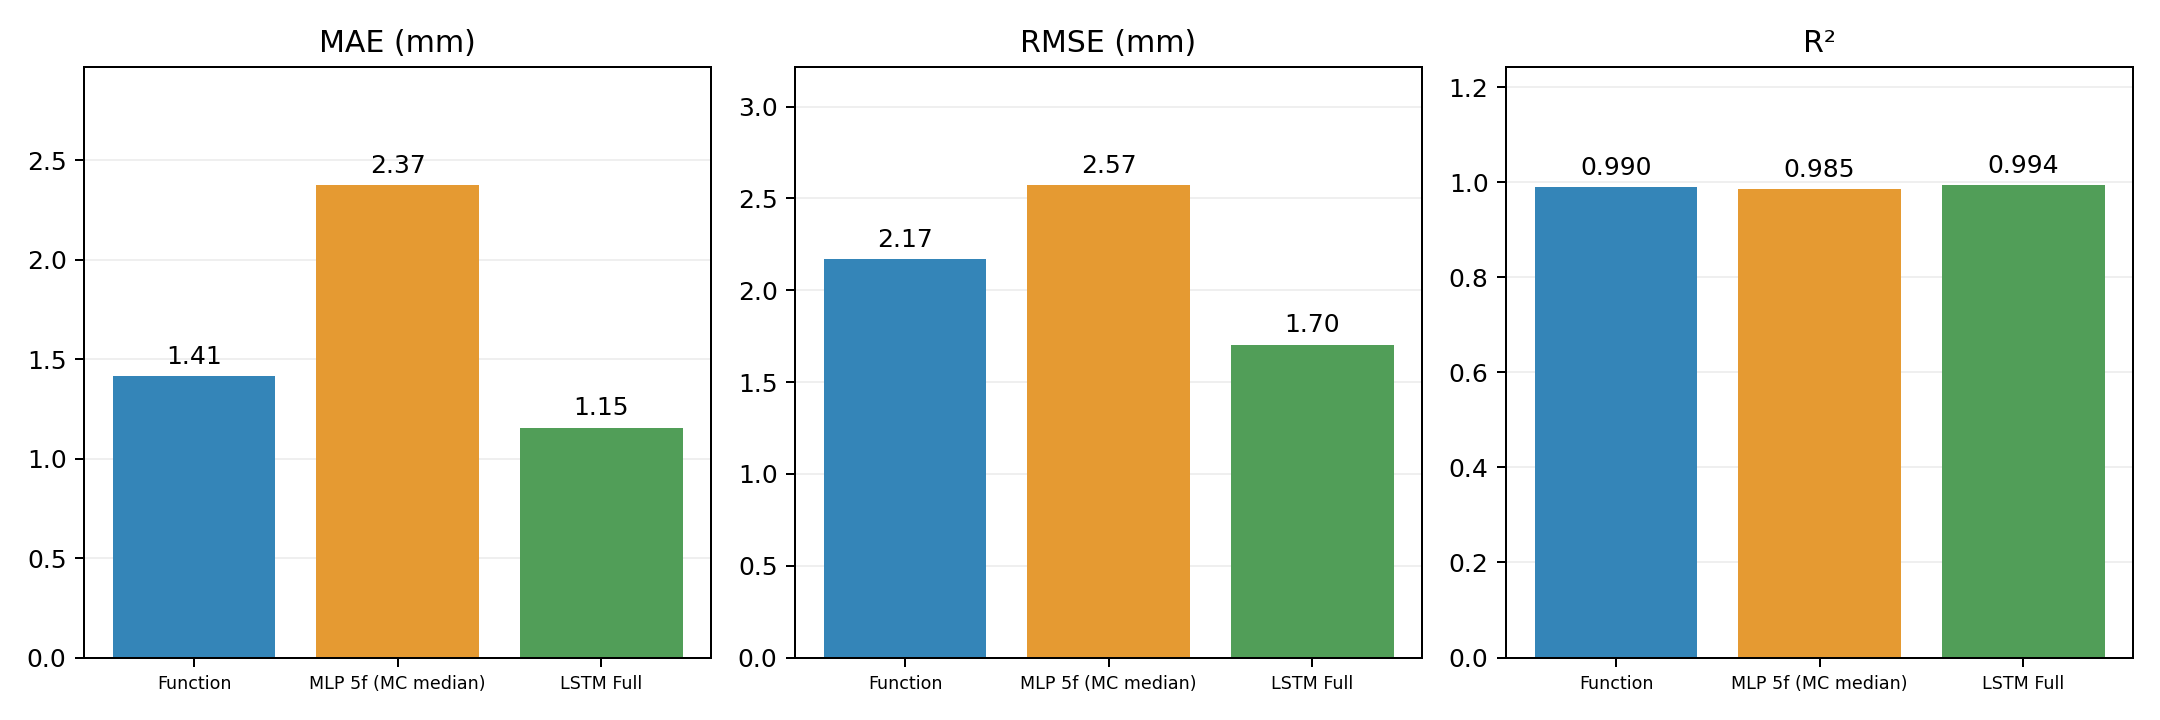 MAE (mm)
2.5
2.0
1.5
1.0
0.5
0.0
1.41
2.37
1.15
Function
MLP 5f (MC median)
LSTM Full
RMSE (mm)
3.0
2.5
2.0
1.5
1.0
0.5
0.0
2.17
2.57
1.70
Function
MLP 5f (MC median)
LSTM Full
R²
1.2
1.0
0.8
0.6
0.4
0.2
0.0
0.990
0.985
0.994
Function
MLP 5f (MC median)
LSTM Full